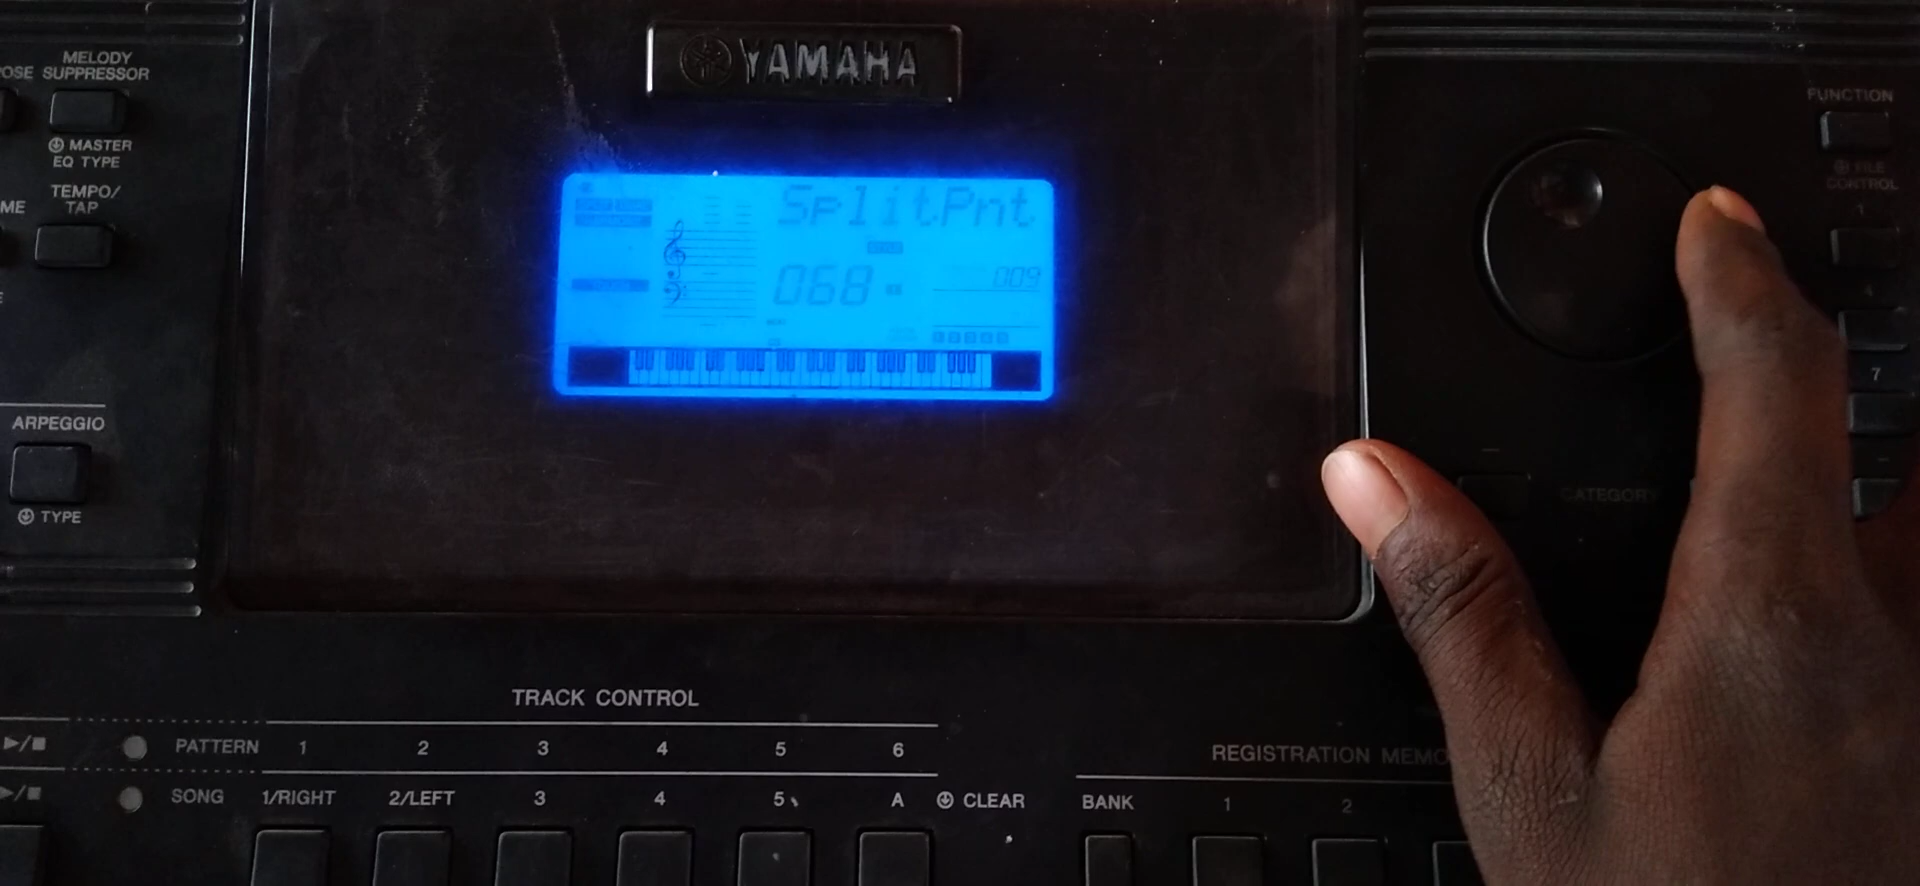 YAMAHA
MELODY
SUPPRESSOR
MASTER
EQ TYPE
TEMPO/
TAP
ARPEGGIO
TYPE
SplitPnt
068
009
FUNCTION
FILE
CONTROL
7
CATEGORY
TRACK CONTROL
PATTERN 1 2 3 4 5 6
SONG 1/RIGHT 2/LEFT 3 4 5 A CLEAR
REGISTRATION MEMO
BANK 1 2